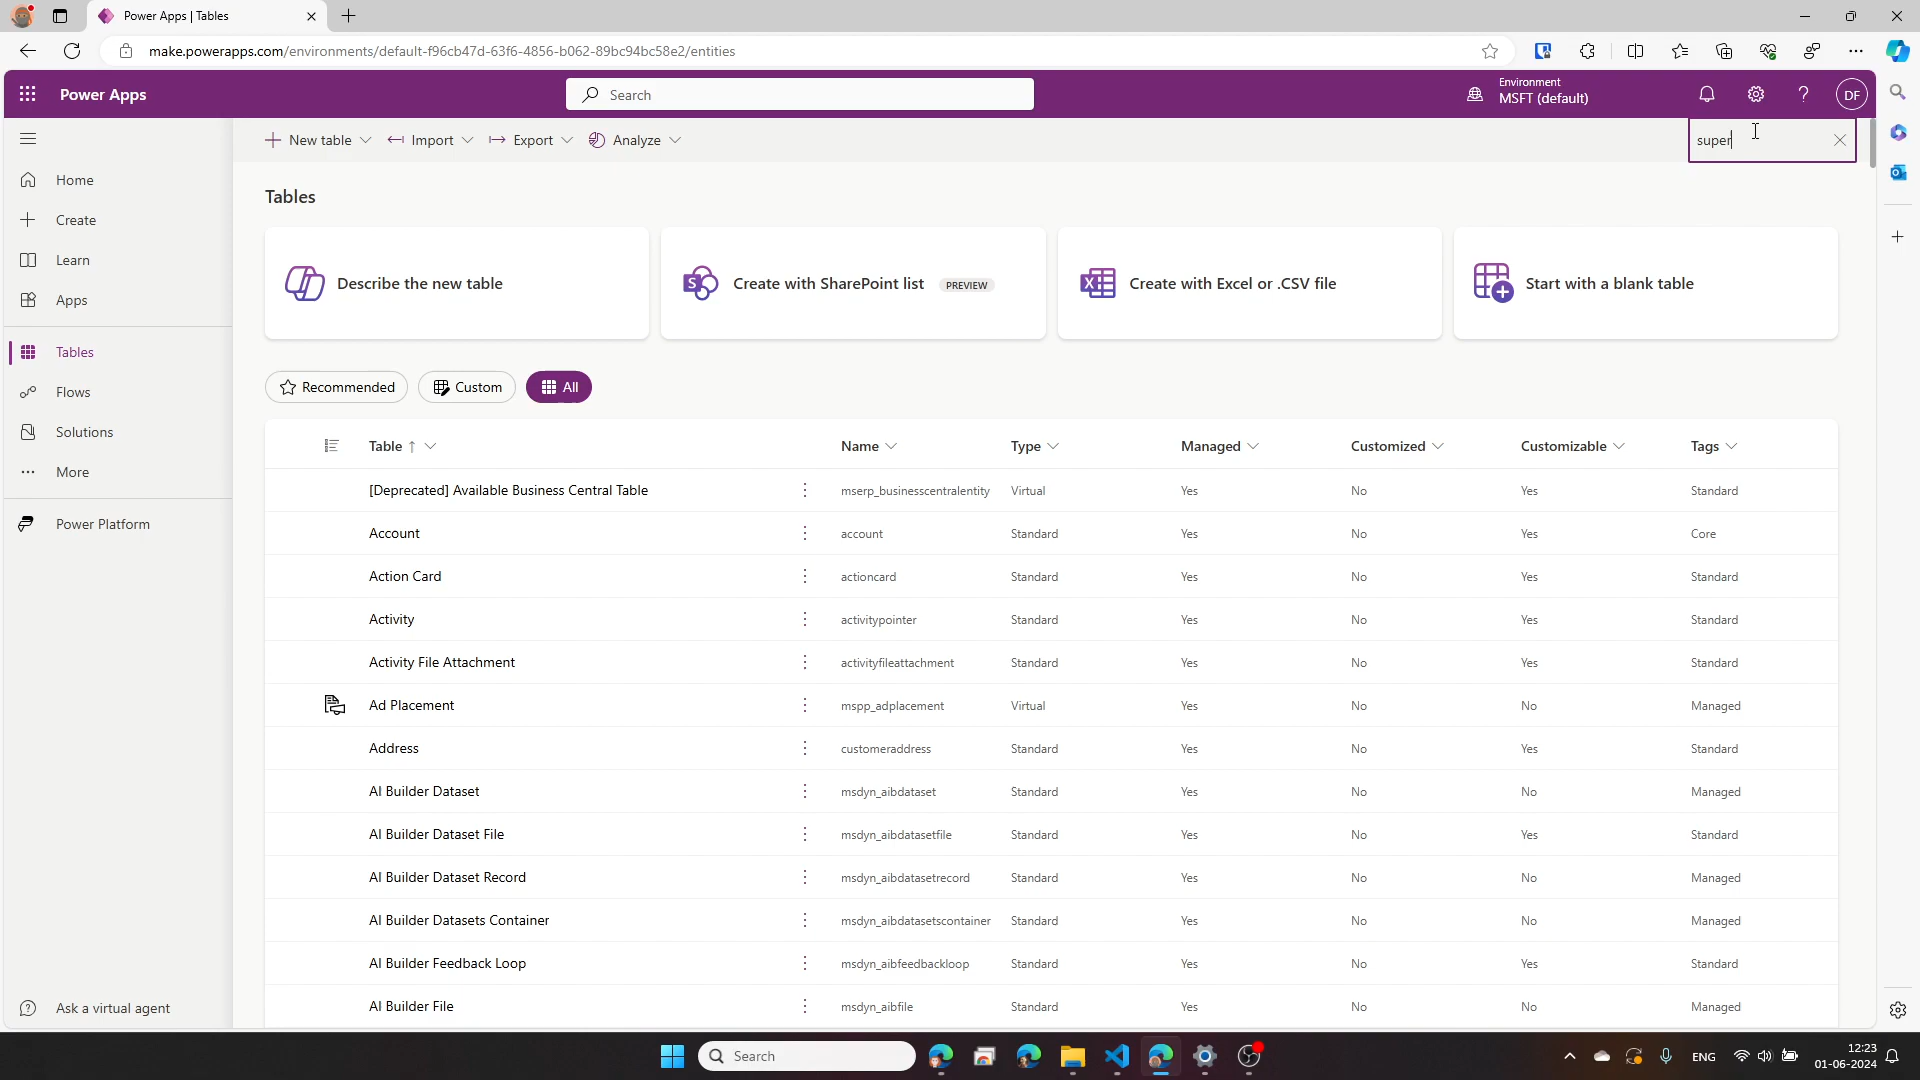 Power Apps | Tables
make.powerapps.com/environments/default-f96cb47d-63f6-4856-b062-89bc94bc58e2/entities
Power Apps
Search
Environment
MSFT (default)
DF
New table
Import
Export
Analyze
super
Home
Create
Learn
Apps
Tables
Flows
Solutions
More
Power Platform
Ask a virtual agent
Tables
Describe the new table
Create with SharePoint list PREVIEW
Create with Excel or .CSV file
Start with a blank table
Recommended
Custom
All
Table ↑ Name Type Managed Customized Customizable Tags
[Deprecated] Available Business Central Table mserp_businesscentralentity Virtual Yes No Yes Standard
Account account Standard Yes No Yes Core
Action Card actioncard Standard Yes No Yes Standard
Activity activitypointer Standard Yes No Yes Standard
Activity File Attachment activityfileattachment Standard Yes No Yes Standard
Ad Placement mspp_adplacement Virtual Yes No No Managed
Address customeraddress Standard Yes No Yes Standard
AI Builder Dataset msdyn_aibdataset Standard Yes No No Managed
AI Builder Dataset File msdyn_aibdatasetfile Standard Yes No Yes Standard
AI Builder Dataset Record msdyn_aibdatasetrecord Standard Yes No No Managed
AI Builder Datasets Container msdyn_aibdatasetscontainer Standard Yes No No Managed
AI Builder Feedback Loop msdyn_aibfeedbackloop Standard Yes No Yes Standard
AI Builder File msdyn_aibfile Standard Yes No No Managed
Search
ENG
12:23
01-06-2024